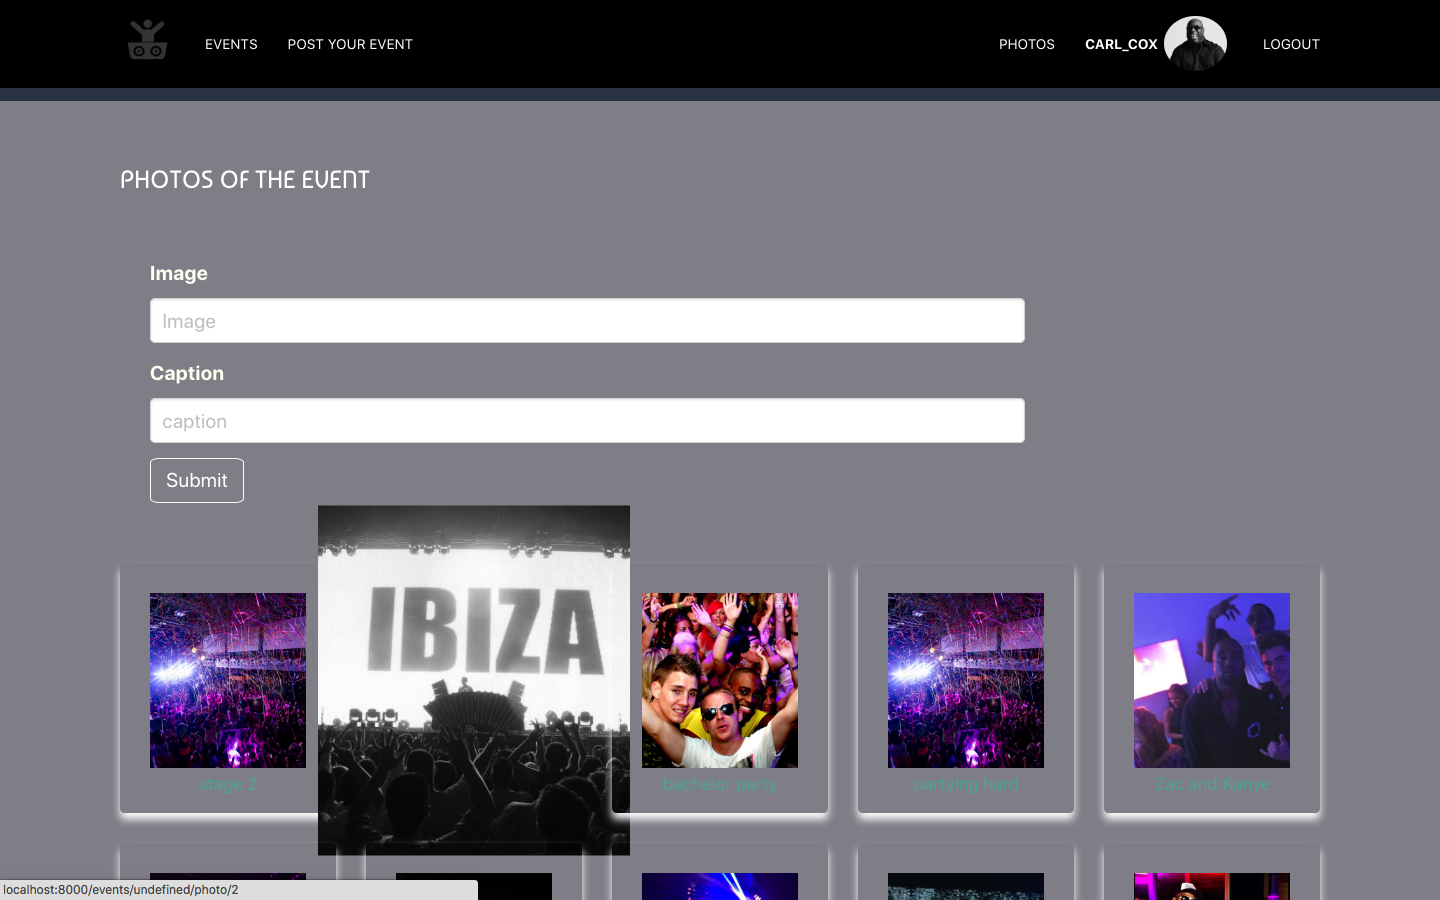 EVENTS
POST YOUR EVENT
PHOTOS
CARL_COX
LOGOUT
PHOTOS OF THE EVENT
Image
Image
Caption
caption
Submit
IBIZA
stage 2
bachelor party
partying hard
Zac and Kanye
localhost:8000/events/undefined/photo/2